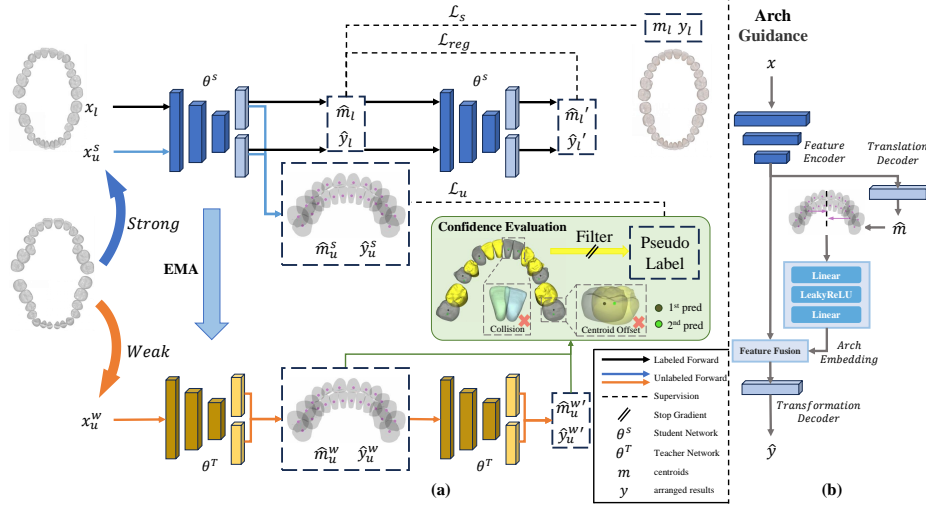 ℒ_s
m_l y_l
ℒ_reg
θ^s
θ^s
x_l
m̂_l
m̂_l′
ŷ_l
ŷ_l′
x_u^s
ℒ_u
m̂_u^s ŷ_u^s
Strong
EMA
Weak
Confidence Evaluation
Filter
Pseudo
Label
Collision
Centroid Offset
1st pred
2nd pred
x_u^w
θ^T
m̂_u^w ŷ_u^w
θ^T
m̂_u^w′
ŷ_u^w′
(a)
Labeled Forward
Unlabeled Forward
Supervision
Stop Gradient
θ^s Student Network
θ^T Teacher Network
m centroids
y arranged results
Arch
Guidance
x
Feature
Encoder
Translation
Decoder
m̂
Linear
LeakyReLU
Linear
Arch
Embedding
Feature Fusion
Transformation
Decoder
ŷ
(b)